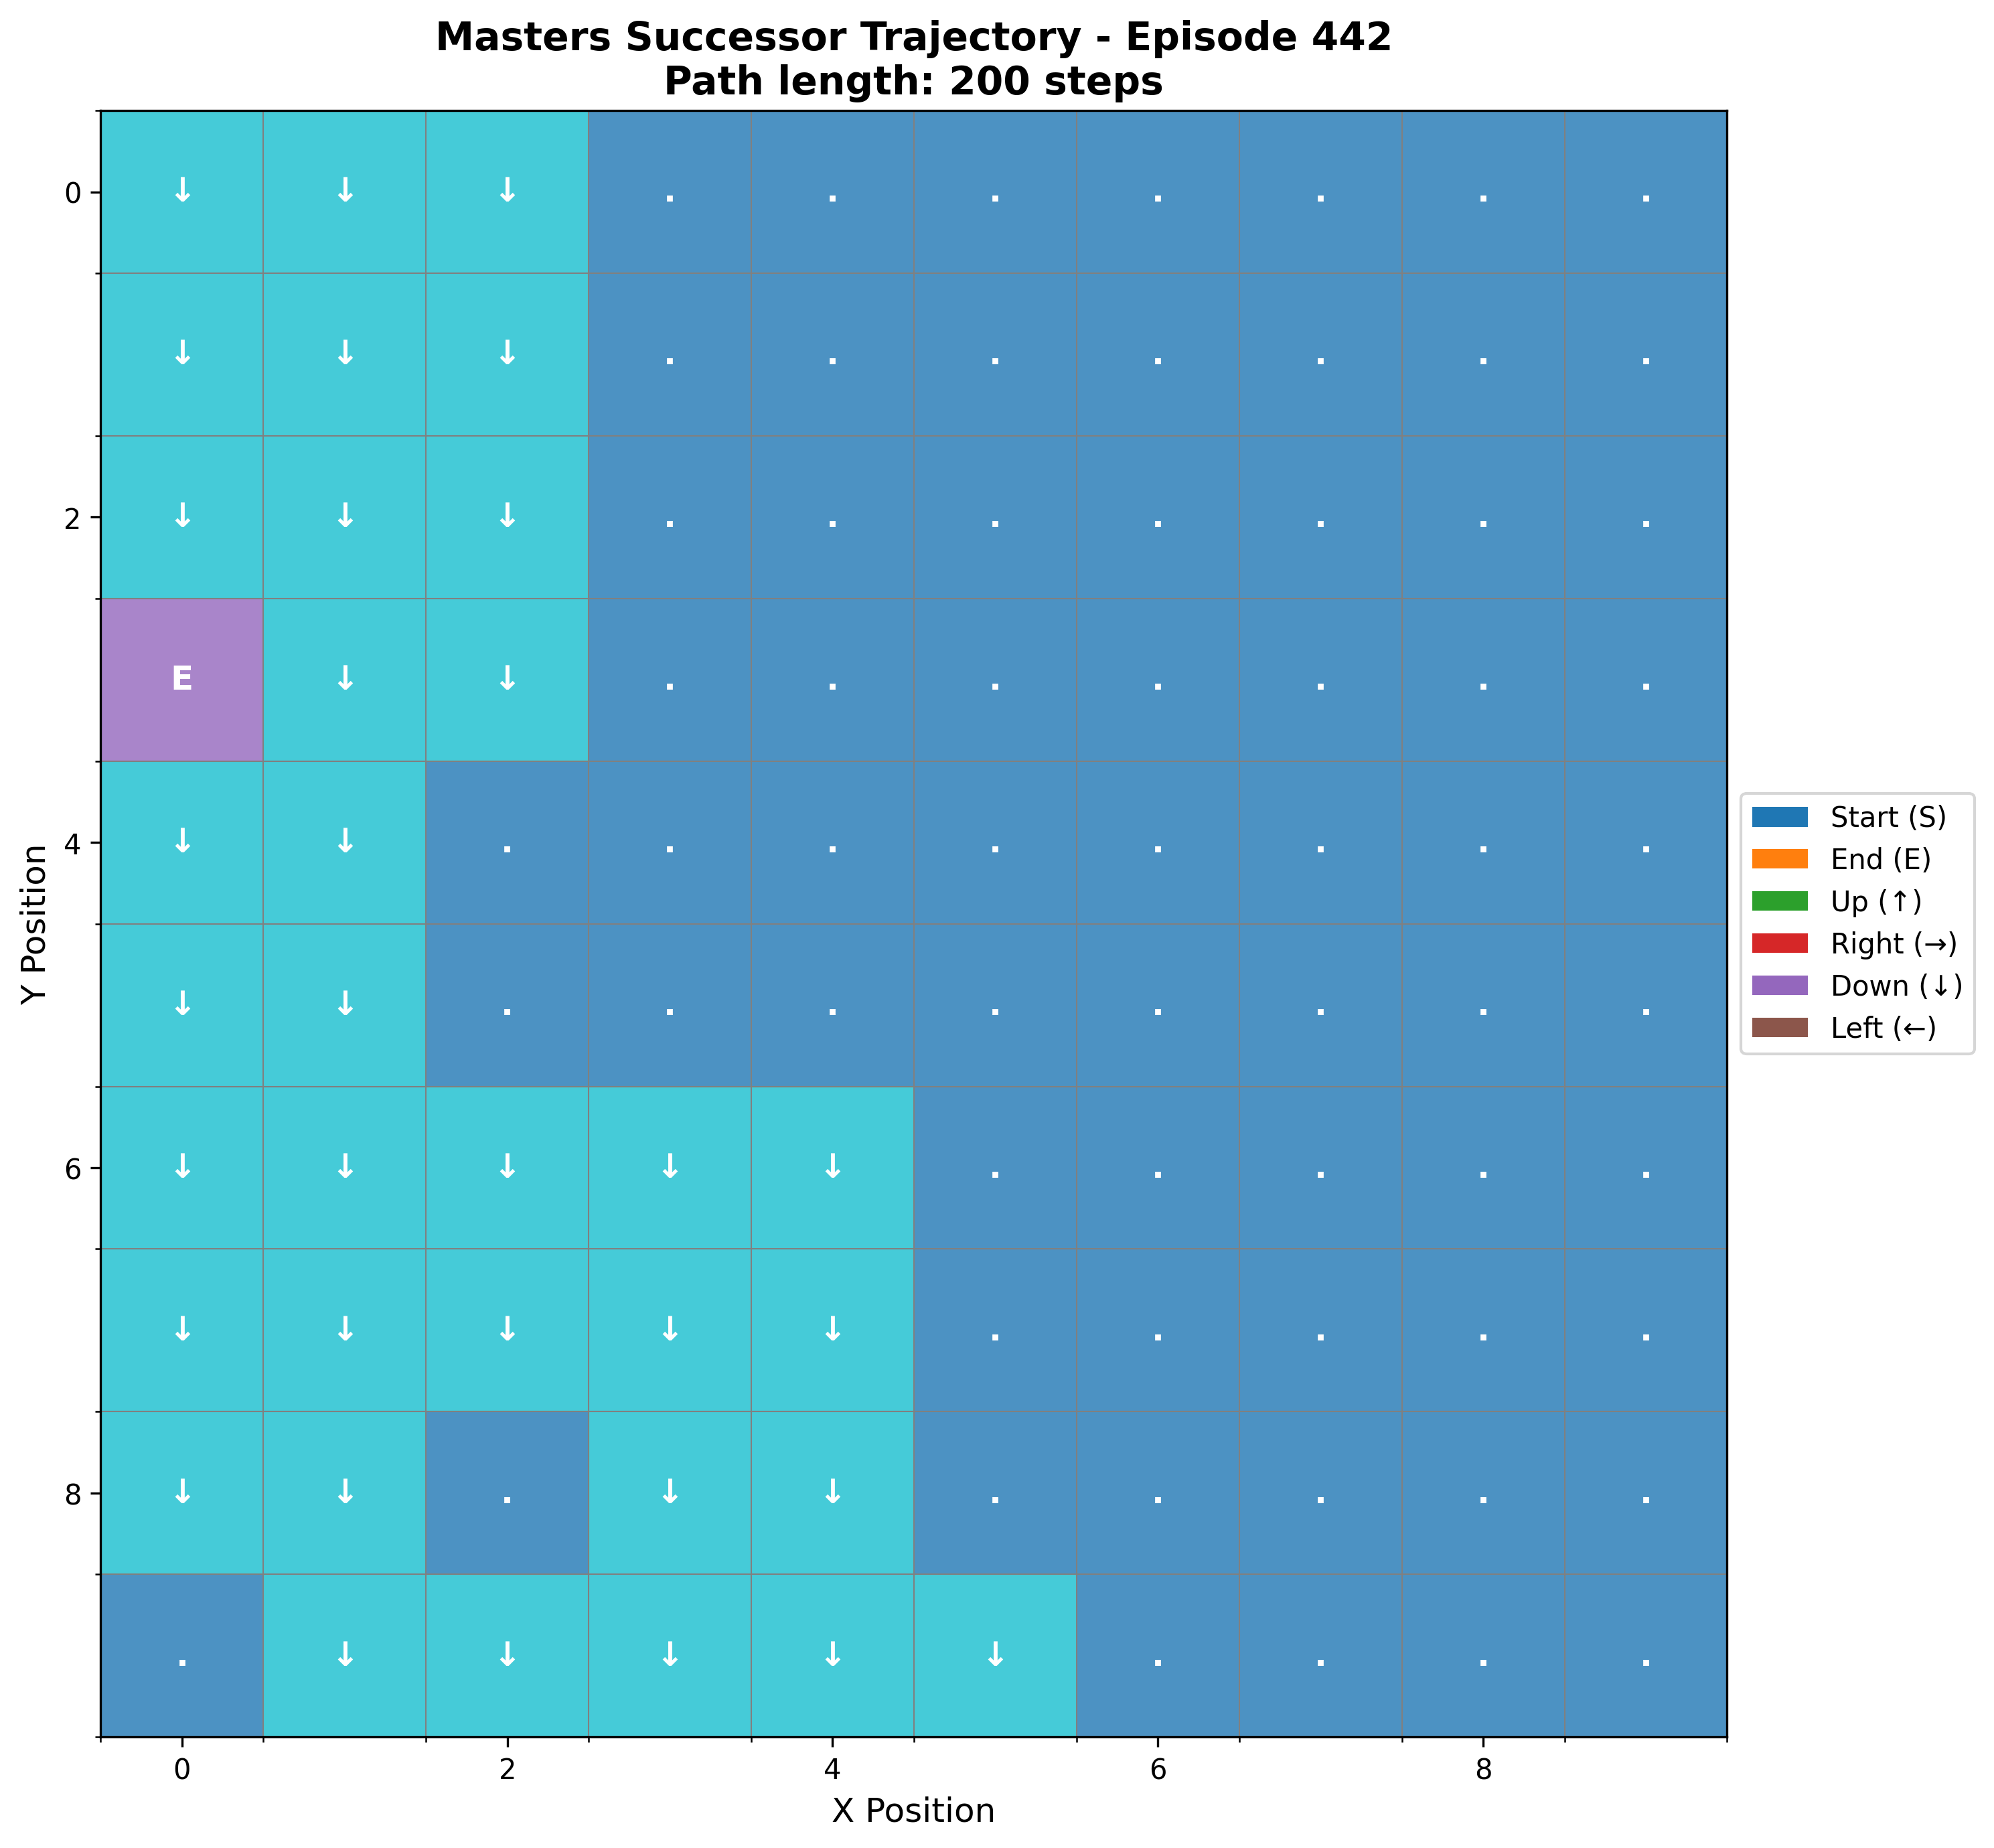 Masters Successor Trajectory - Episode 442
Path length: 200 steps
0 ↓ ↓ ↓ . . . . . . .
↓ ↓ ↓ . . . . . . .
2 ↓ ↓ ↓ . . . . . . .
E ↓ ↓ . . . . . . .
4 ↓ ↓ . . . . . . . .
↓ ↓ . . . . . . . .
6 ↓ ↓ ↓ ↓ ↓ . . . . .
↓ ↓ ↓ ↓ ↓ . . . . .
8 ↓ ↓ . ↓ ↓ . . . . .
. ↓ ↓ ↓ ↓ ↓ . . . .
0 2 4 6 8
X Position
Y Position
Start (S)
End (E)
Up (↑)
Right (→)
Down (↓)
Left (←)